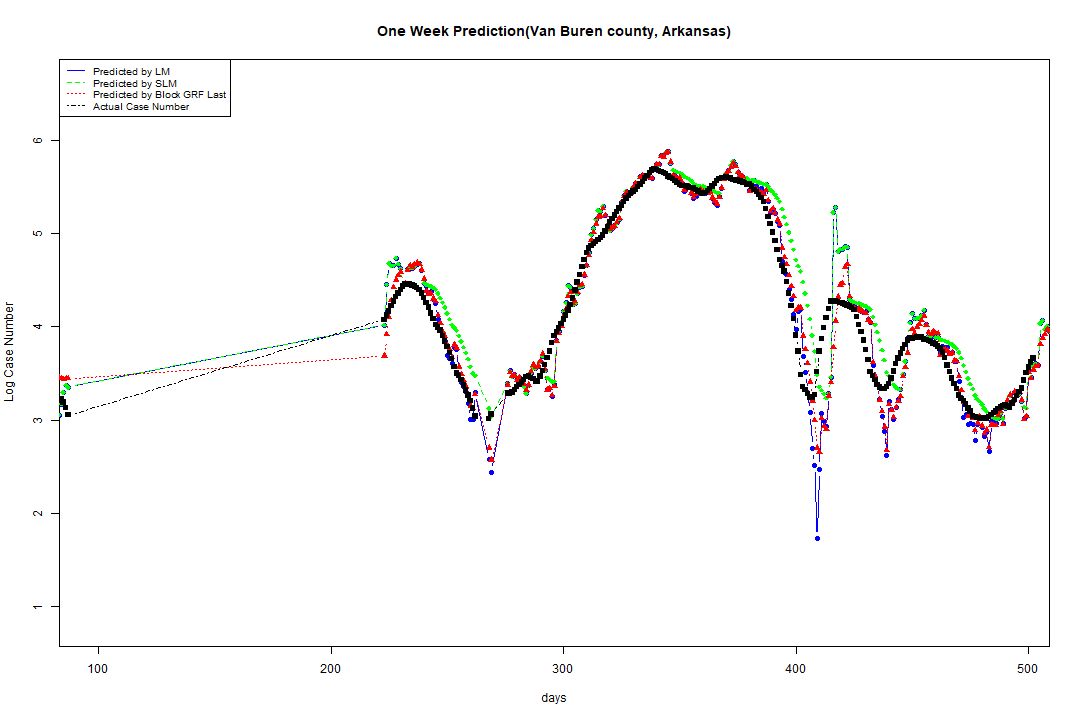 One Week Prediction(Van Buren county, Arkansas)
Predicted by LM
Predicted by SLM
Predicted by Block GRF Last
Actual Case Number
6
5
4
3
2
1
Log Case Number
100 200 300 400 500
days